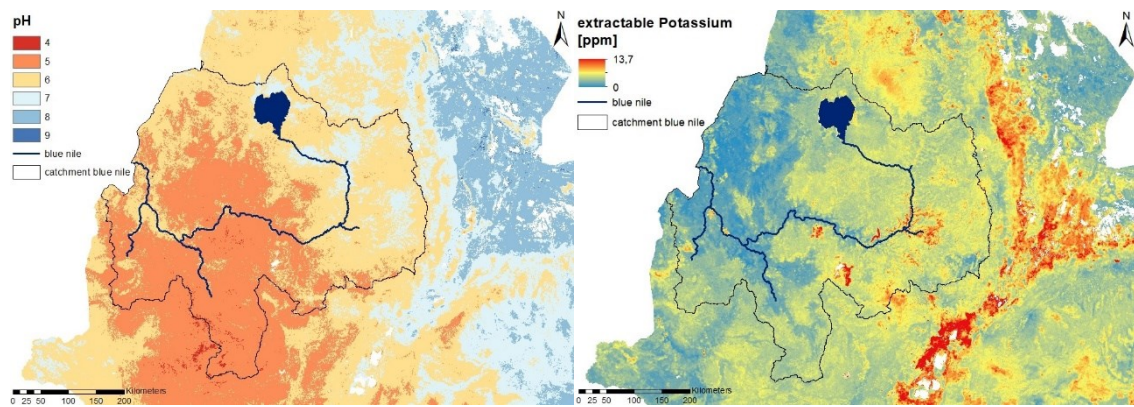 pH
4
5
6
7
8
9
blue nile
catchment blue nile
N
Kilometers
0 25 50 100 150 200
extractable Potassium
[ppm]
13,7
0
blue nile
catchment blue nile
N
Kilometers
0 25 50 100 150 200